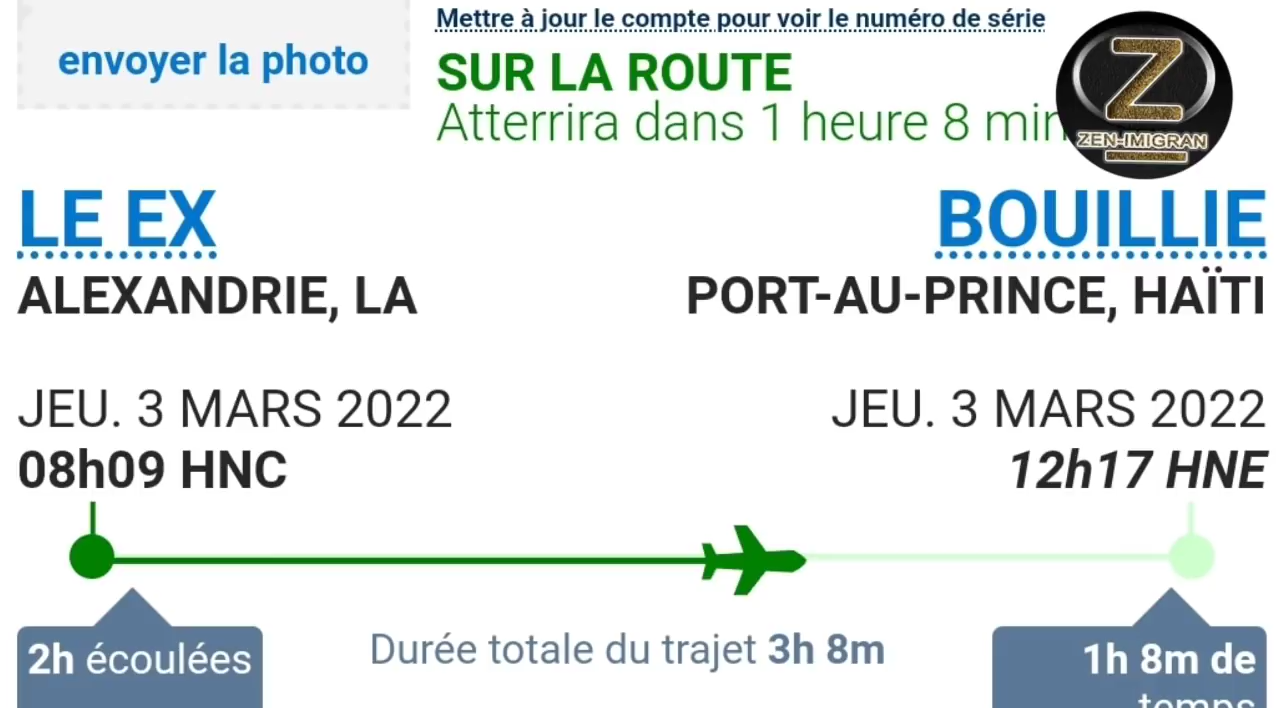 Mettre à jour le compte pour voir le numéro de série
envoyer la photo
SUR LA ROUTE
Atterrira dans 1 heure 8 min
ZEN-IMIGRAN
LE EX
BOUILLIE
ALEXANDRIE, LA
PORT-AU-PRINCE, HAÏTI
JEU. 3 MARS 2022
JEU. 3 MARS 2022
08h09 HNC
12h17 HNE
2h écoulées
Durée totale du trajet 3h 8m
1h 8m de
temps